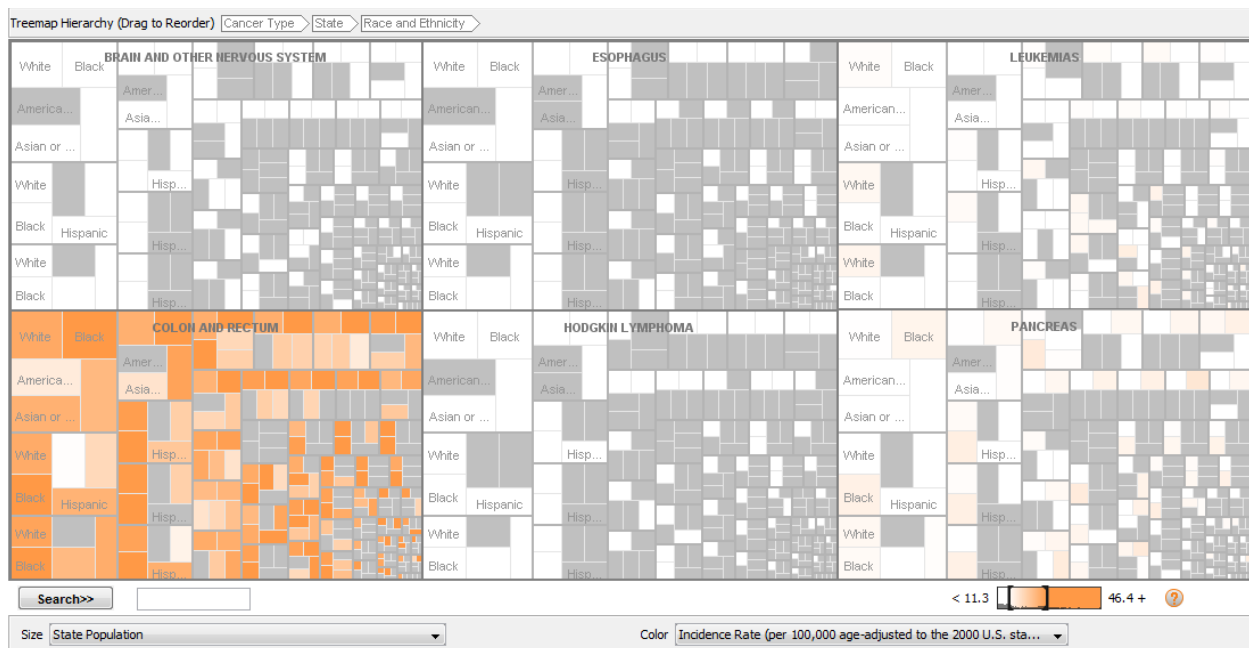 Treemap Hierarchy (Drag to Reorder) Cancer Type State Race and Ethnicity
BRAIN AND OTHER NERVOUS SYSTEM
White Black
America...
Amer...
Asia...
Asian or ...
White
Hisp...
Black Hispanic
Hisp...
White
Black
Hisp...
ESOPHAGUS
White Black
American...
Amer...
Asia...
Asian or ...
White
Hisp...
Black Hispanic
Hisp...
White
Black
Hisp...
LEUKEMIAS
White Black
American...
Amer...
Asia...
Asian or ...
White
Hisp...
Black Hispanic
Hisp...
White
Black
Hisp...
COLON AND RECTUM
White Black
America...
Amer...
Asia...
Asian or ...
White
Hisp...
Black Hispanic
Hisp...
White
Black
Hisp...
HODGKIN LYMPHOMA
White Black
American...
Amer...
Asia...
Asian or ...
White
Hisp...
Black Hispanic
Hisp...
White
Black
Hisp...
PANCREAS
White Black
American...
Amer...
Asia...
Asian or ...
White
Hisp...
Black Hispanic
Hisp...
White
Black
Hisp...
Search>> < 11.3 46.4 + ?
Size State Population Color Incidence Rate (per 100,000 age-adjusted to the 2000 U.S. sta...